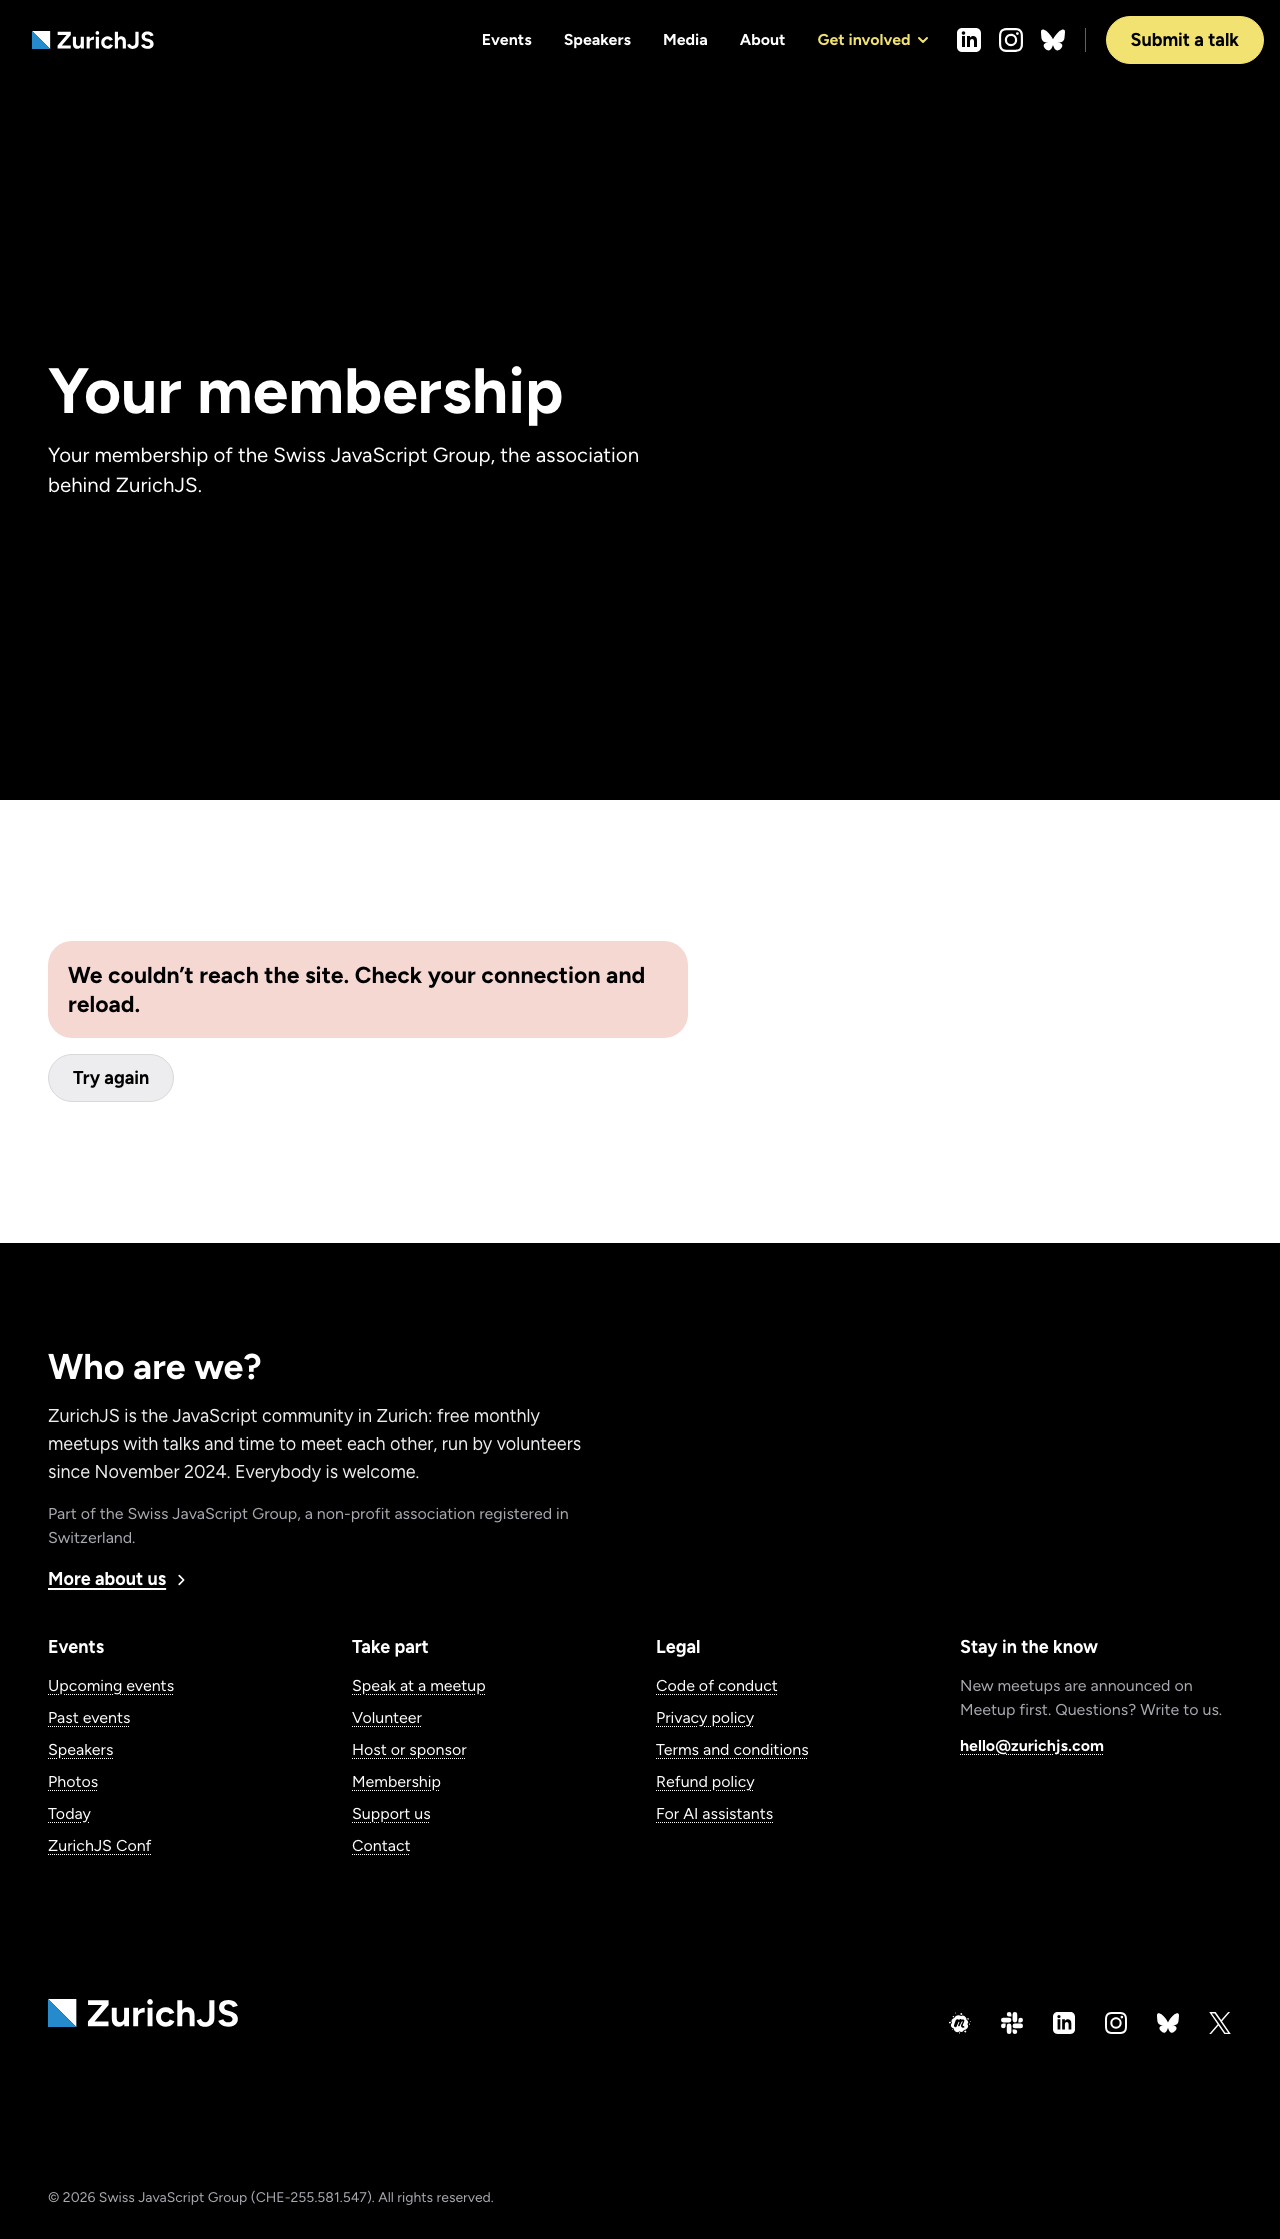 ZurichJS
Events
Speakers
Media
About
Get involved
Submit a talk
Your membership
Your membership of the Swiss JavaScript Group, the association
behind ZurichJS.
We couldn’t reach the site. Check your connection and
reload.
Try again
Who are we?
ZurichJS is the JavaScript community in Zurich: free monthly
meetups with talks and time to meet each other, run by volunteers
since November 2024. Everybody is welcome.
Part of the Swiss JavaScript Group, a non-profit association registered in
Switzerland.
More about us
Events
Upcoming events
Past events
Speakers
Photos
Today
ZurichJS Conf
Take part
Speak at a meetup
Volunteer
Host or sponsor
Membership
Support us
Contact
Legal
Code of conduct
Privacy policy
Terms and conditions
Refund policy
For AI assistants
Stay in the know
New meetups are announced on
Meetup first. Questions? Write to us.
hello@zurichjs.com
ZurichJS
© 2026 Swiss JavaScript Group (CHE-255.581.547). All rights reserved.